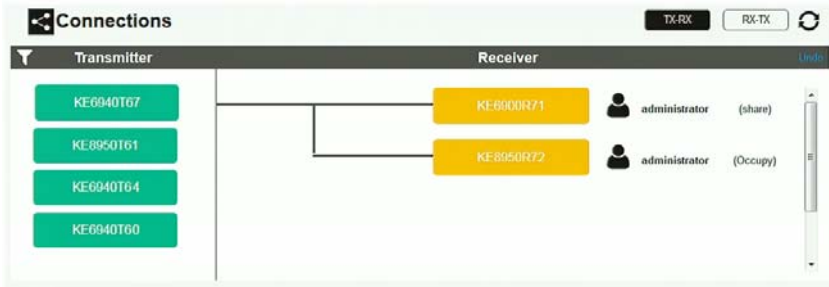 Connections
TX-RX
RX-TX
Transmitter
Receiver
Undo
KE6940T67
KE6900R71
administrator
(share)
KE8950T61
KE8950R72
administrator
(Occupy)
KE6940T64
KE6940T60